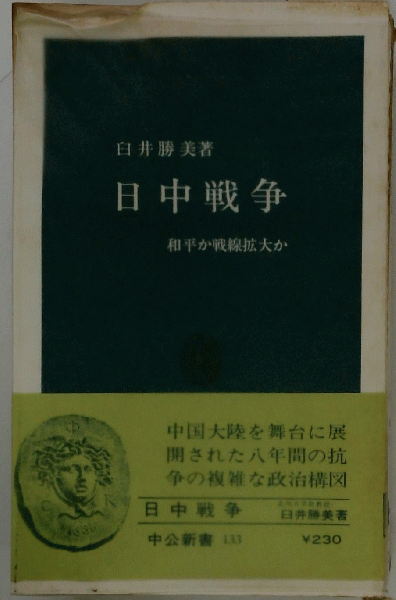 臼井勝美著
日中戦争
和平か戦線拡大か
中国大陸を舞台に展
開された八年間の抗
争の複雑な政治構図
日中戦争
臼井勝美著
中公新書 133 ¥230